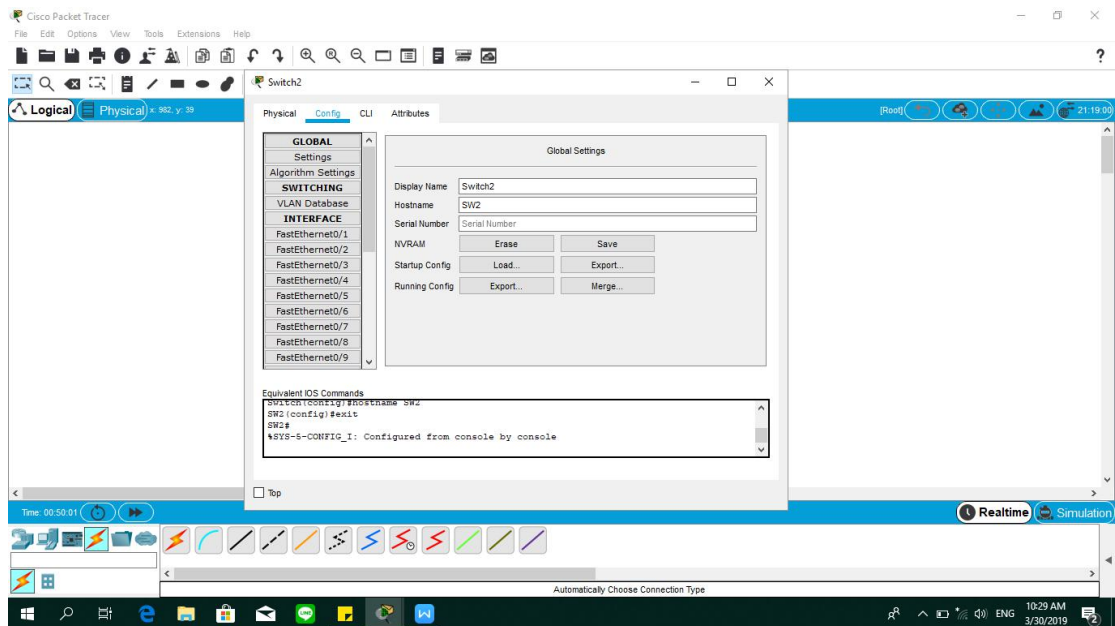 Cisco Packet Tracer
File Edit Options View Tools Extensions Help
?
Switch2
Logical
Physical
x: 982, y: 39
[Root]
21:19:00
Physical Config CLI Attributes
GLOBAL
Settings
Algorithm Settings
SWITCHING
VLAN Database
INTERFACE
FastEthernet0/1
FastEthernet0/2
FastEthernet0/3
FastEthernet0/4
FastEthernet0/5
FastEthernet0/6
FastEthernet0/7
FastEthernet0/8
FastEthernet0/9
Global Settings
Display Name Switch2
Hostname SW2
Serial Number Serial Number
NVRAM Erase Save
Startup Config Load... Export...
Running Config Export... Merge...
Equivalent IOS Commands
Switch(config)#hostname SW2
SW2(config)#exit
SW2#
%SYS-5-CONFIG_I: Configured from console by console
Top
Time: 00:50:01
Realtime
Simulation
Automatically Choose Connection Type
ENG
10:29 AM
3/30/2019
2